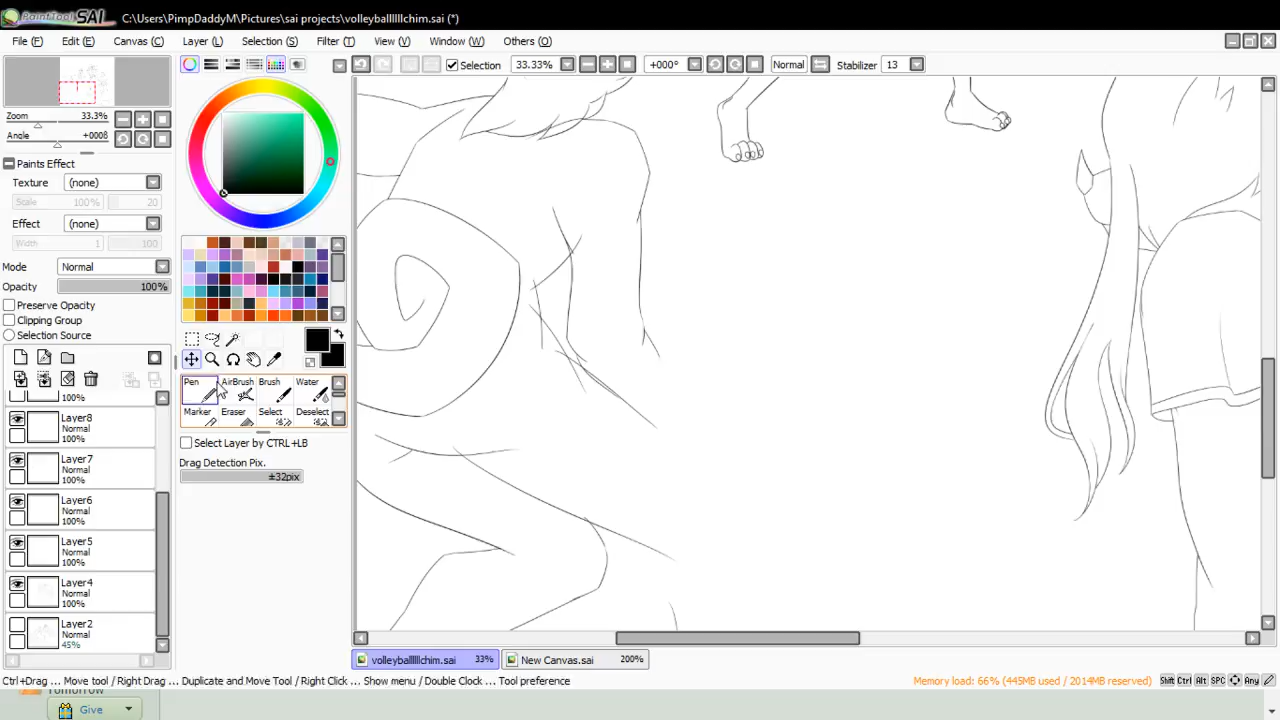 PaintTool SAI C:\Users\PimpDaddyM\Pictures\sai projects\volleyballlllchim.sai (*)
File (F) Edit (E) Canvas (C) Layer (L) Selection (S) Filter (T) View (V) Window (W) Others (O)
Selection 33.33% +000° Normal Stabilizer 13
Zoom 33.3%
Angle +000ß
Paints Effect
Texture (none)
Scale 100% 20
Effect (none)
Width 1 100
Mode Normal
Opacity 100%
Preserve Opacity
Clipping Group
Selection Source
100%
Layer8
Normal
100%
Layer7
Normal
100%
Layer6
Normal
100%
Layer5
Normal
100%
Layer4
Normal
100%
Layer2
Normal
45%
Pen AirBrush Brush Water
Marker Eraser Select Deselect
Select Layer by CTRL+LB
Drag Detection Pix.
±32pix
volleyballlllchim.sai 33% New Canvas.sai 200%
Ctrl+Drag ... Move tool / Right Drag ... Duplicate and Move Tool / Right Click ... Show menu / Double Clock ... Tool preference
Memory load: 66% (445MB used / 2014MB reserved) Shift Ctrl Alt SPC Any
Tomorrow
Give